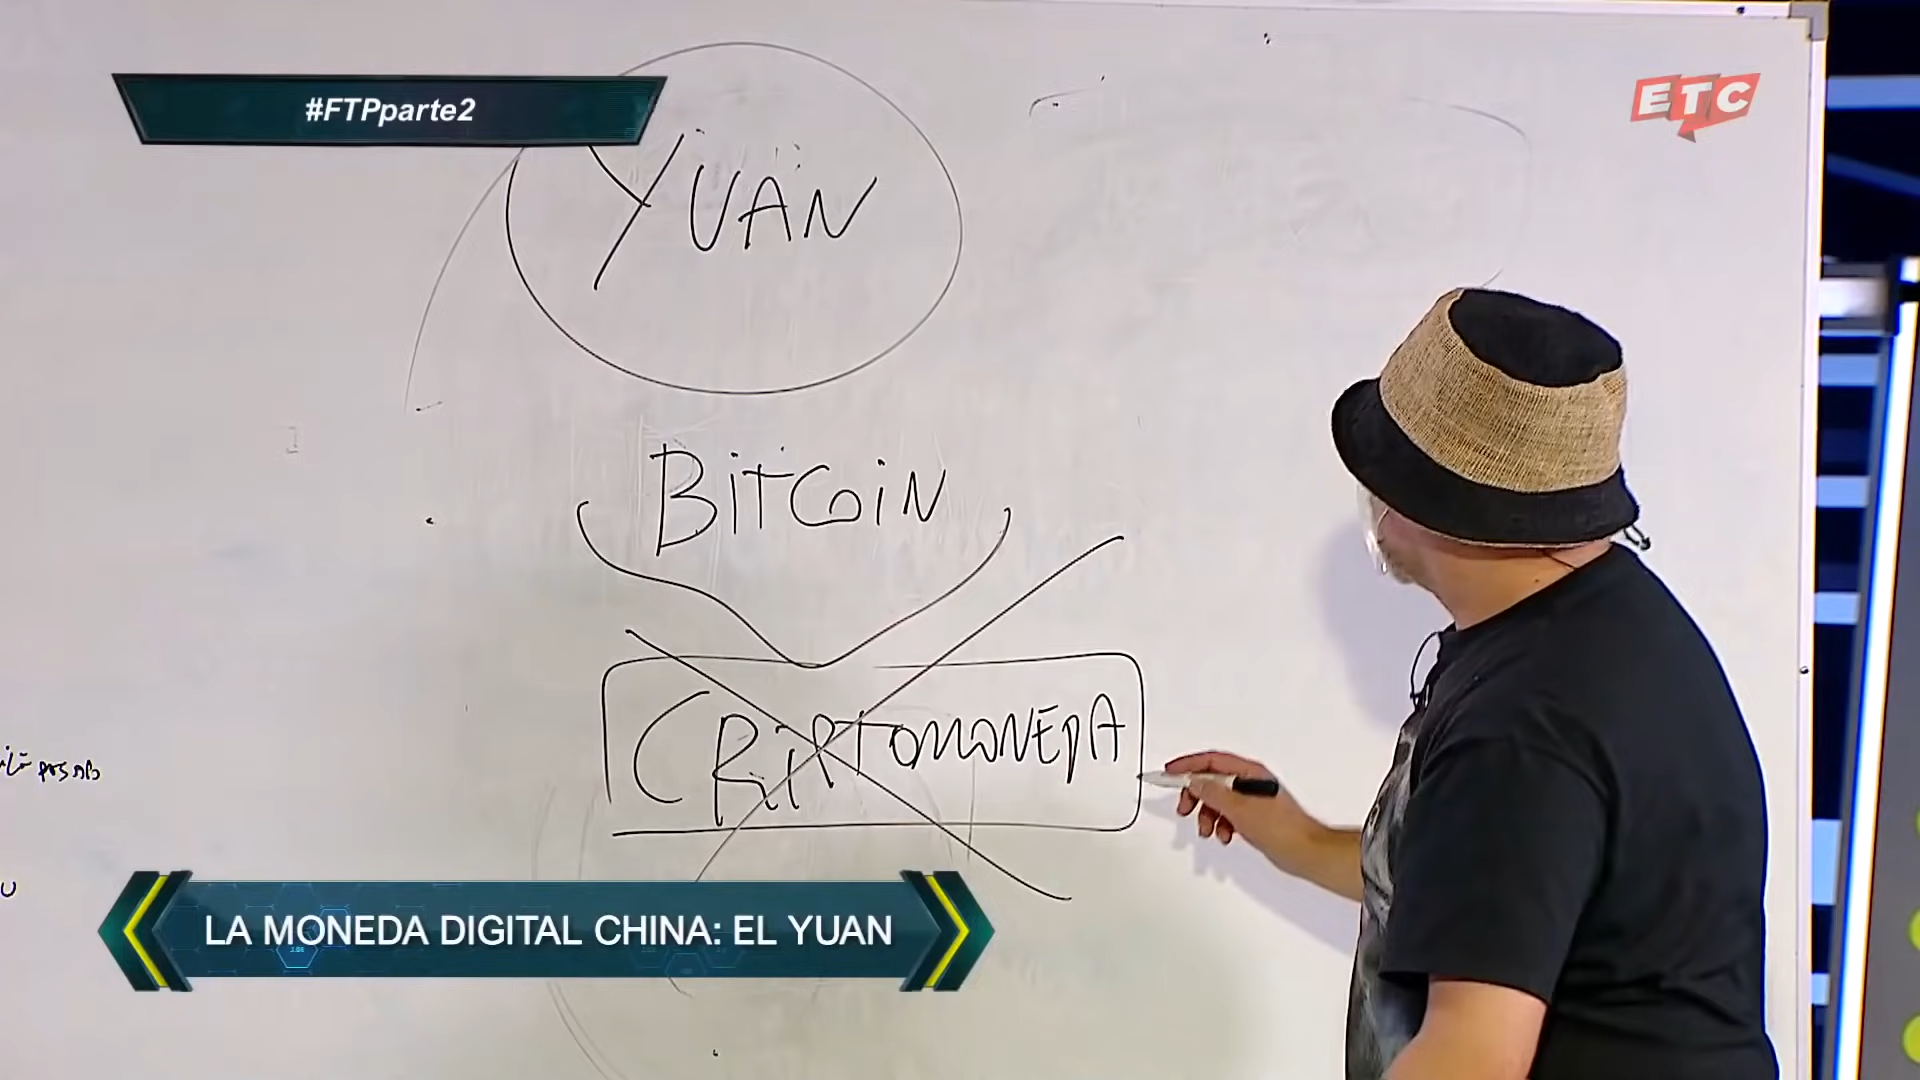 #FTPparte2
ETC
YUAN
BiTCOiN
CRiPTOMONEDA
LA MONEDA DIGITAL CHINA: EL YUAN